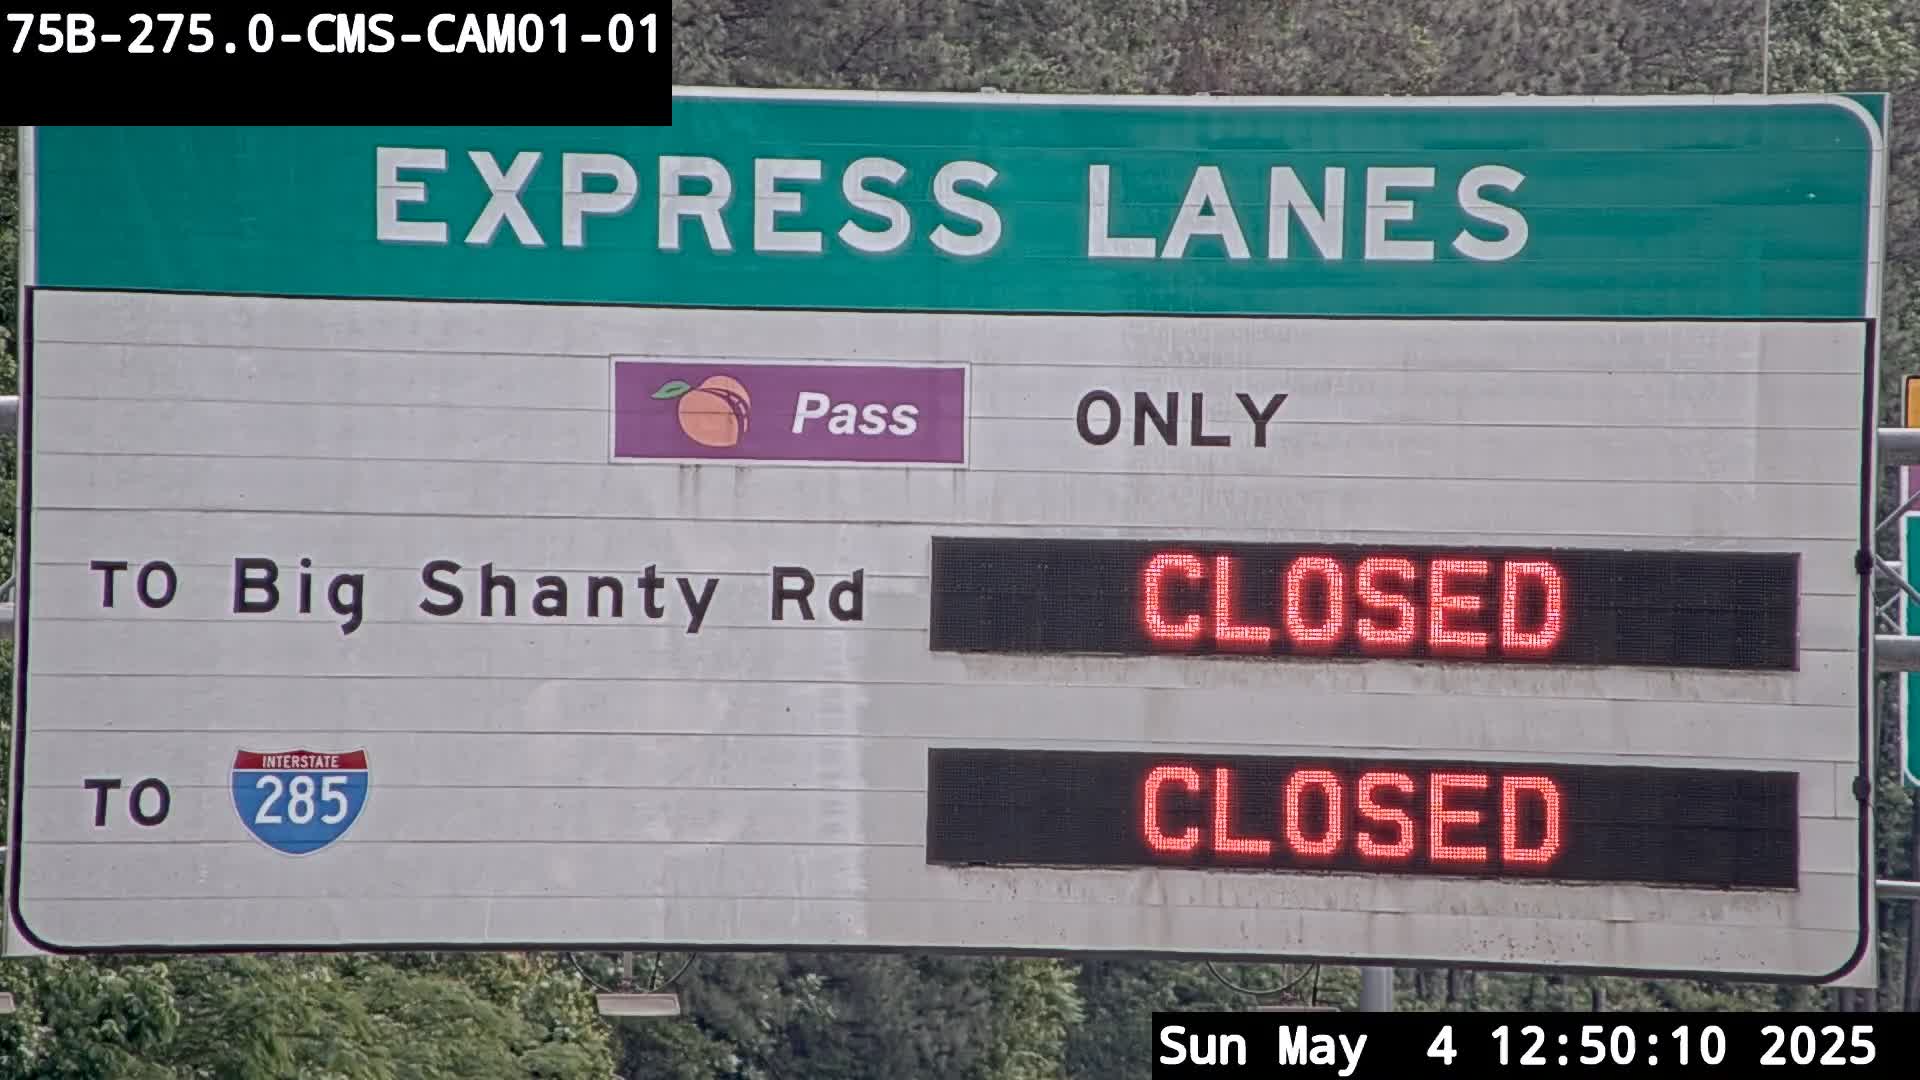 75B-275.0-CMS-CAM01-01
EXPRESS LANES
Pass ONLY
TO Big Shanty Rd CLOSED
TO INTERSTATE 285 CLOSED
Sun May 4 12:50:10 2025